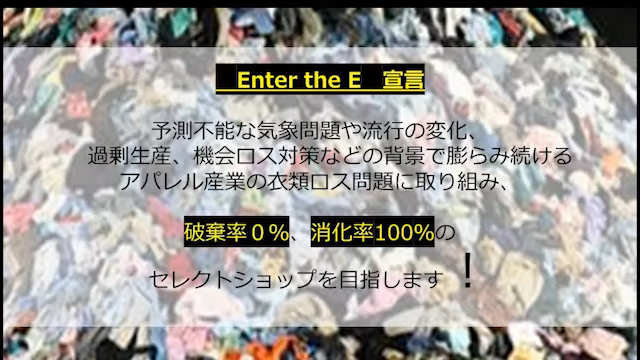 Enter the E　宣言
予測不能な気象問題や流行の変化、
過剰生産、機会ロス対策などの背景で膨らみ続ける
アパレル産業の衣類ロス問題に取り組み、
破棄率０%、消化率100%の
セレクトショップを目指します！